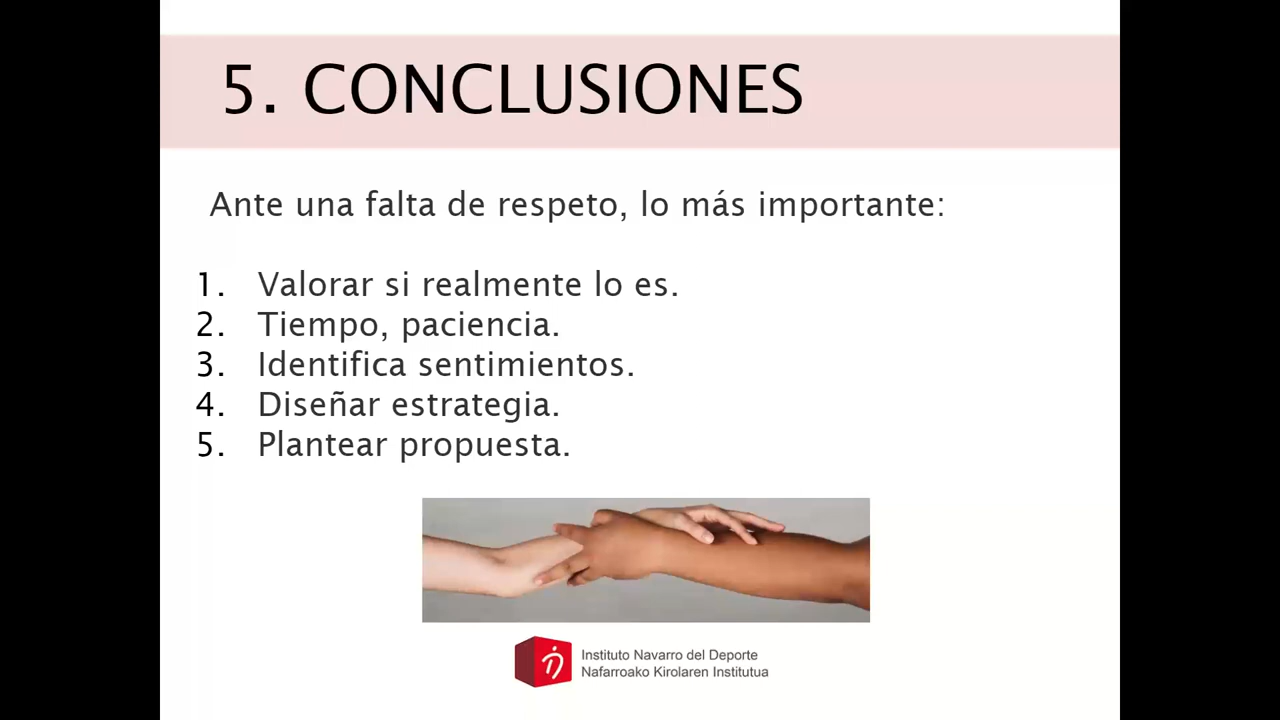 5. CONCLUSIONES
Ante una falta de respeto, lo más importante:
1. Valorar si realmente lo es.
2. Tiempo, paciencia.
3. Identifica sentimientos.
4. Diseñar estrategia.
5. Plantear propuesta.
Instituto Navarro del Deporte
Nafarroako Kirolaren Institutua